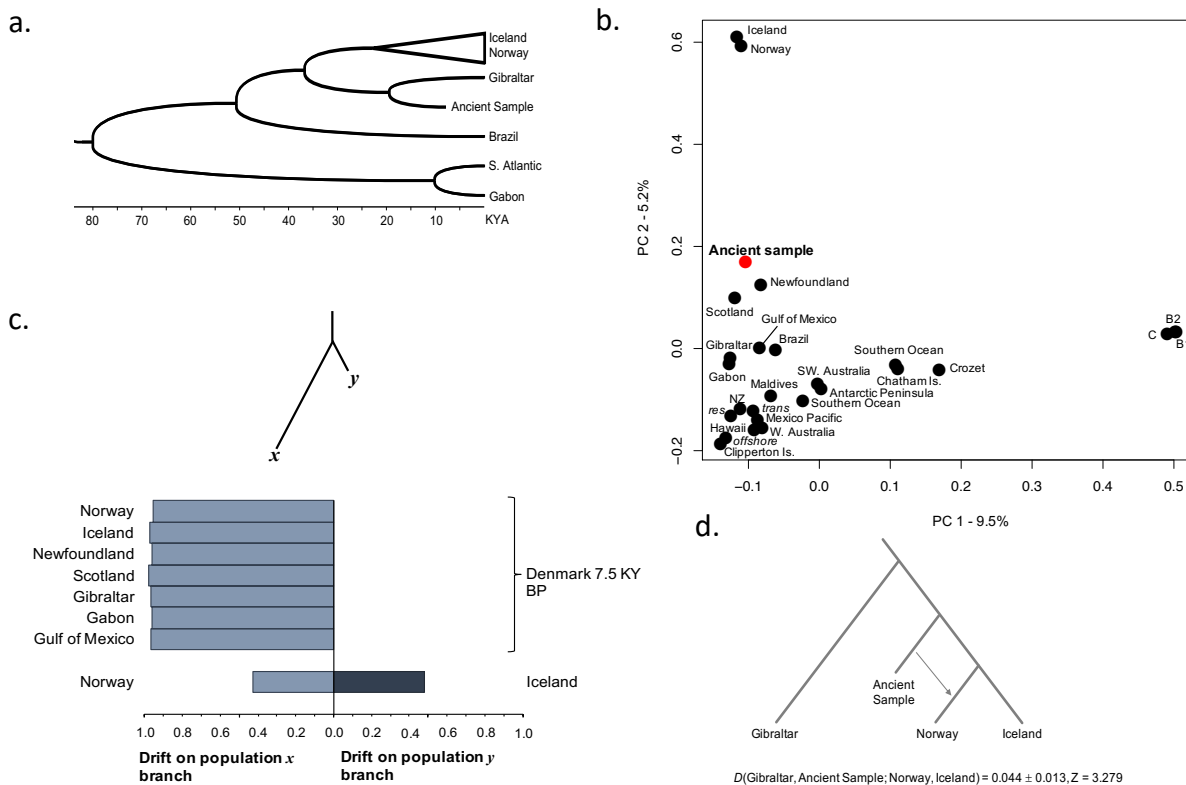 a.
Iceland
Norway
Gibraltar
Ancient Sample
Brazil
S. Atlantic
Gabon
80 70 60 50 40 30 20 10 KYA
b.
PC 2 - 5.2%
0.6
0.4
0.2
0.0
−0.2
Iceland
Norway
Ancient sample
Newfoundland
Scotland
Gulf of Mexico
Gibraltar
Brazil
Gabon
Southern Ocean
C
B2
SW. Australia
Chatham Is.
Crozet
Maldives
Antarctic Peninsula
NZ
Southern Ocean
res
trans
Mexico Pacific
Hawaii
W. Australia
offshore
Clipperton Is.
−0.1 0.0 0.1 0.2 0.3 0.4 0.5
PC 1 - 9.5%
c.
y
x
Norway
Iceland
Newfoundland
Scotland
Gibraltar
Gabon
Gulf of Mexico
Denmark 7.5 KY
BP
Norway
Iceland
1.0 0.8 0.6 0.4 0.2 0.0 0.2 0.4 0.6 0.8 1.0
Drift on population x
branch
Drift on population y
branch
d.
Ancient
Sample
Gibraltar
Norway
Iceland
D(Gibraltar, Ancient Sample; Norway, Iceland) = 0.044 ± 0.013, Z = 3.279